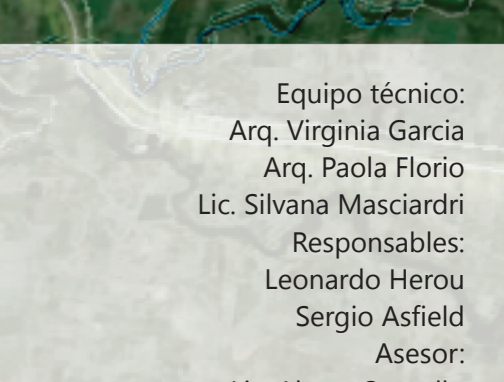 Equipo técnico:
Arq. Virginia Garcia
Arq. Paola Florio
Lic. Silvana Masciardri
Responsables:
Leonardo Herou
Sergio Asfield
Asesor: